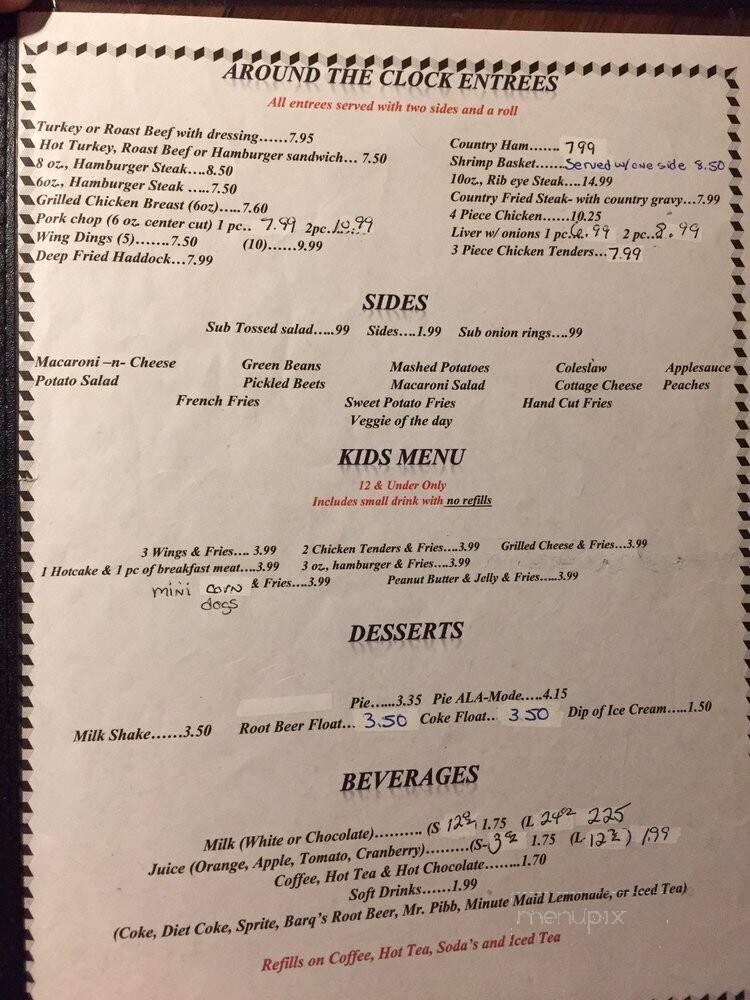 AROUND THE CLOCK ENTREES
All entrees served with two sides and a roll
Turkey or Roast Beef with dressing......7.95
Hot Turkey, Roast Beef or Hamburger sandwich... 7.50
8 oz., Hamburger Steak....8.50
6oz., Hamburger Steak .....7.50
Grilled Chicken Breast (6oz).....7.60
Pork chop (6 oz. center cut) 1 pc.. 7.99 2pc.10.99
Wing Dings (5).......7.50 (10)......9.99
Deep Fried Haddock...7.99
Country Ham....... 799
Shrimp Basket......Served w/one side 8.50
10oz., Rib eye Steak....14.99
Country Fried Steak- with country gravy...7.99
4 Piece Chicken......10.25
Liver w/ onions 1 pc.6.99 2 pc..8.99
3 Piece Chicken Tenders...7.99
SIDES
Sub Tossed salad.....99 Sides....1.99 Sub onion rings....99
Macaroni –n- Cheese Green Beans Mashed Potatoes Coleslaw Applesauce
Potato Salad Pickled Beets Macaroni Salad Cottage Cheese Peaches
French Fries Sweet Potato Fries Hand Cut Fries
Veggie of the day
KIDS MENU
12 & Under Only
Includes small drink with no refills
3 Wings & Fries.... 3.99 2 Chicken Tenders & Fries....3.99 Grilled Cheese & Fries...3.99
1 Hotcake & 1 pc of breakfast meat....3.99 3 oz., hamburger & Fries....3.99
mini corn & Fries....3.99 Peanut Butter & Jelly & Fries.....3.99
dogs
DESSERTS
Pie......3.35 Pie ALA-Mode.....4.15
Milk Shake......3.50 Root Beer Float... 3.50 Coke Float.. 3.50 Dip of Ice Cream.....1.50
BEVERAGES
Milk (White or Chocolate).......... (S 12oz 1.75 (L 24oz 225
Juice (Orange, Apple, Tomato, Cranberry).........(S- 1.75 (L-12oz) 199
Coffee, Hot Tea & Hot Chocolate........1.70
Soft Drinks......1.99
(Coke, Diet Coke, Sprite, Barq's Root Beer, Mr. Pibb, Minute Maid Lemonade, or Iced Tea)
menupix
Refills on Coffee, Hot Tea, Soda's and Iced Tea